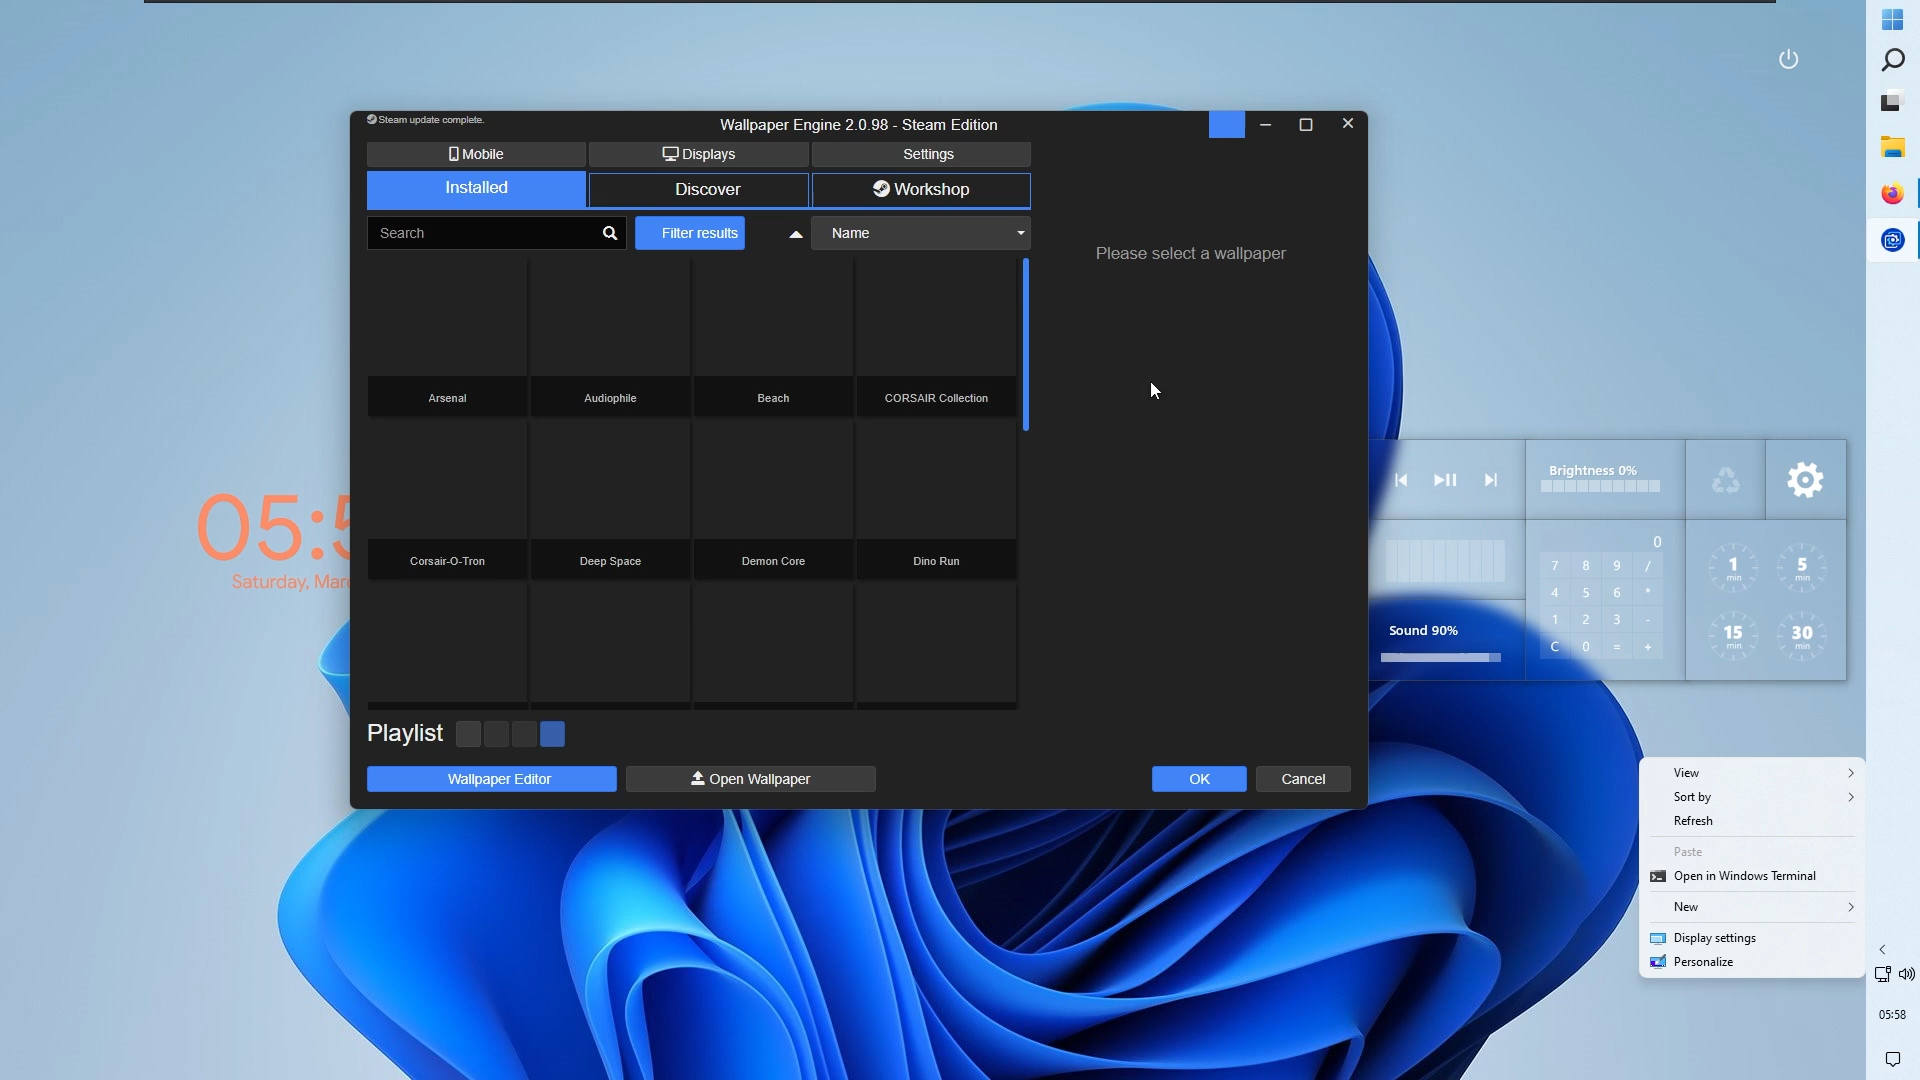 Steam update complete.
Wallpaper Engine 2.0.98 - Steam Edition
Mobile
Displays
Settings
Installed
Discover
Workshop
Search
Filter results
Name
Please select a wallpaper
Arsenal
Audiophile
Beach
CORSAIR Collection
Corsair-O-Tron
Deep Space
Demon Core
Dino Run
Playlist
Wallpaper Editor
Open Wallpaper
OK
Cancel
05:5
Saturday, Mar
Brightness 0%
Sound 90%
0
7 8 9 /
4 5 6 *
1 2 3 -
C 0 = +
1
min
5
min
15
min
30
min
View
Sort by
Refresh
Paste
Open in Windows Terminal
New
Display settings
Personalize
05:58